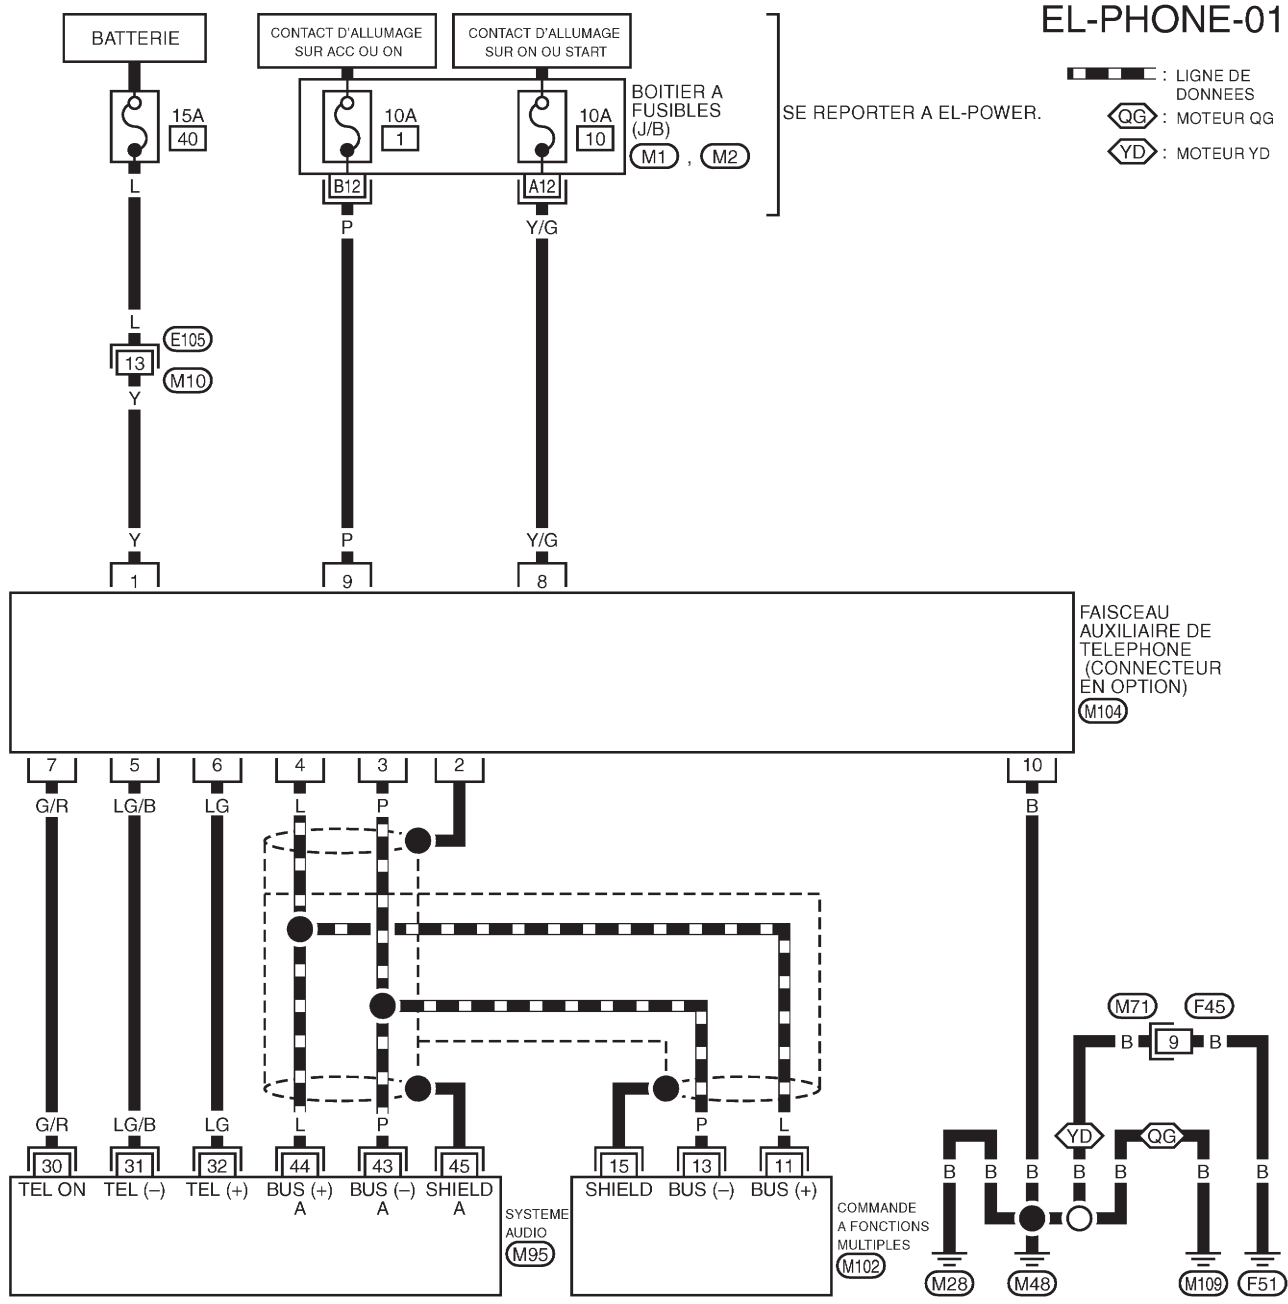 EL-PHONE-01
BATTERIE
CONTACT D'ALLUMAGE
SUR ACC OU ON
CONTACT D'ALLUMAGE
SUR ON OU START
: LIGNE DE
DONNEES
QG : MOTEUR QG
YD : MOTEUR YD
15A
40
10A
1
10A
10
BOITIER A
FUSIBLES
(J/B)
M1 , M2
SE REPORTER A EL-POWER.
B12
A12
L
P
Y/G
L
E105
13
M10
Y
Y
P
Y/G
1
9
8
FAISCEAU
AUXILIAIRE DE
TELEPHONE
(CONNECTEUR
EN OPTION)
M104
7
5
6
4
3
2
10
G/R
LG/B
LG
L
P
B
M71
F45
B
9
B
G/R
LG/B
LG
L
P
P
L
YD
QG
30
31
32
44
43
45
15
13
11
B
B
B
B
B
B
B
TEL ON
TEL (–)
TEL (+)
BUS (+)
A
BUS (–)
A
SHIELD
A
SHIELD
BUS (–)
BUS (+)
SYSTEME
AUDIO
M95
COMMANDE
A FONCTIONS
MULTIPLES
M102
M28
M48
M109
F51